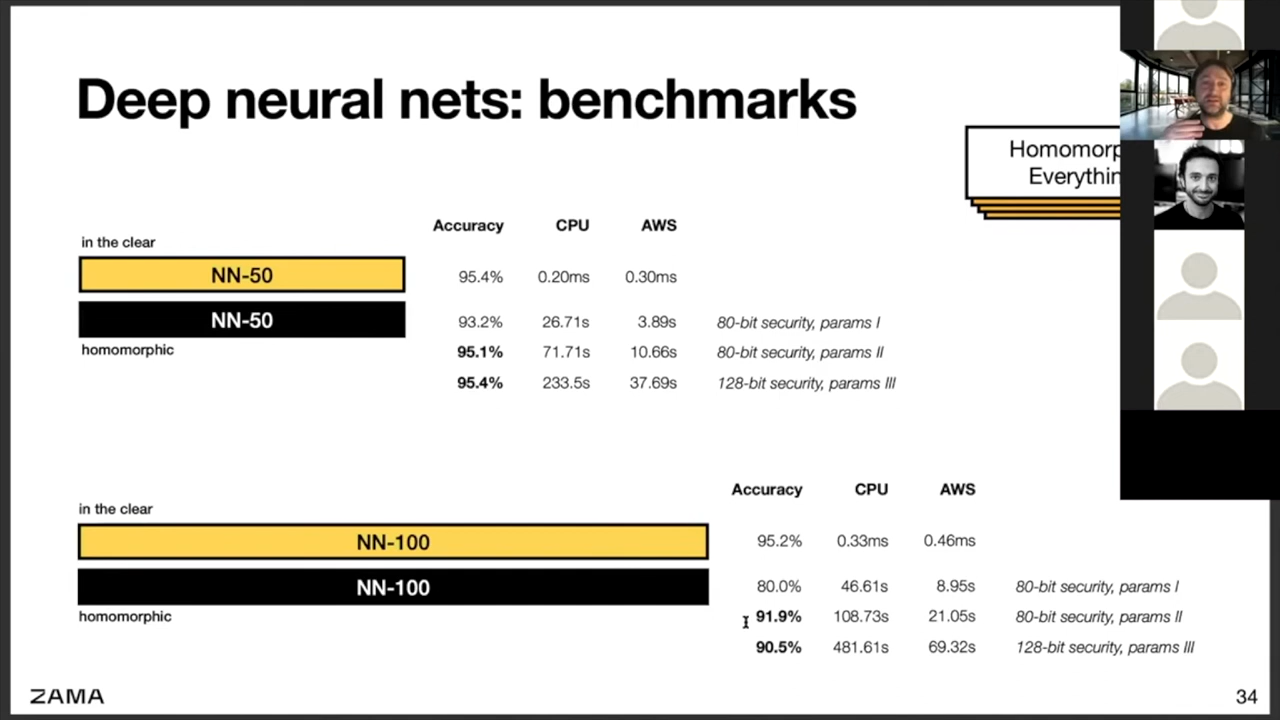 Deep neural nets: benchmarks
Accuracy CPU AWS
in the clear
NN-50 95.4% 0.20ms 0.30ms
NN-50 93.2% 26.71s 3.89s 80-bit security, params I
homomorphic 95.1% 71.71s 10.66s 80-bit security, params II
95.4% 233.5s 37.69s 128-bit security, params III
Accuracy CPU AWS
in the clear
NN-100 95.2% 0.33ms 0.46ms
NN-100 80.0% 46.61s 8.95s 80-bit security, params I
homomorphic 91.9% 108.73s 21.05s 80-bit security, params II
90.5% 481.61s 69.32s 128-bit security, params III
ZAMA 34